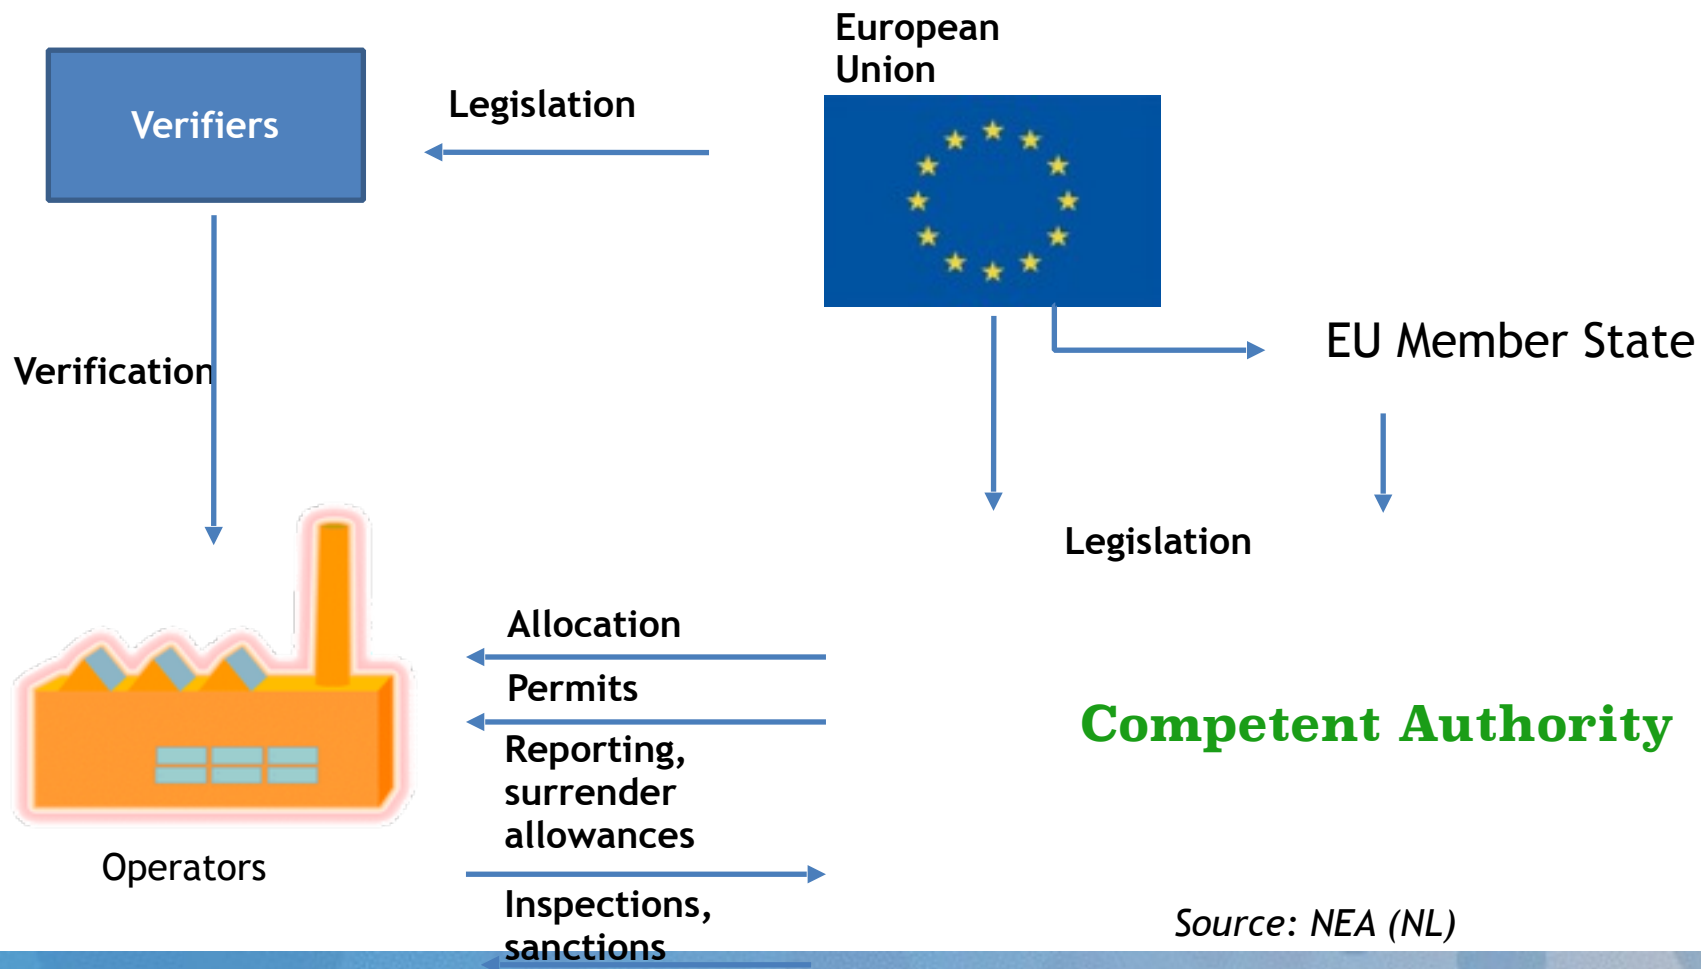 European
Union
Verifiers
Legislation
EU Member State
Verification
Legislation
Allocation
Permits
Competent Authority
Reporting,
surrender
allowances
Operators
Inspections,
sanctions
Source: NEA (NL)